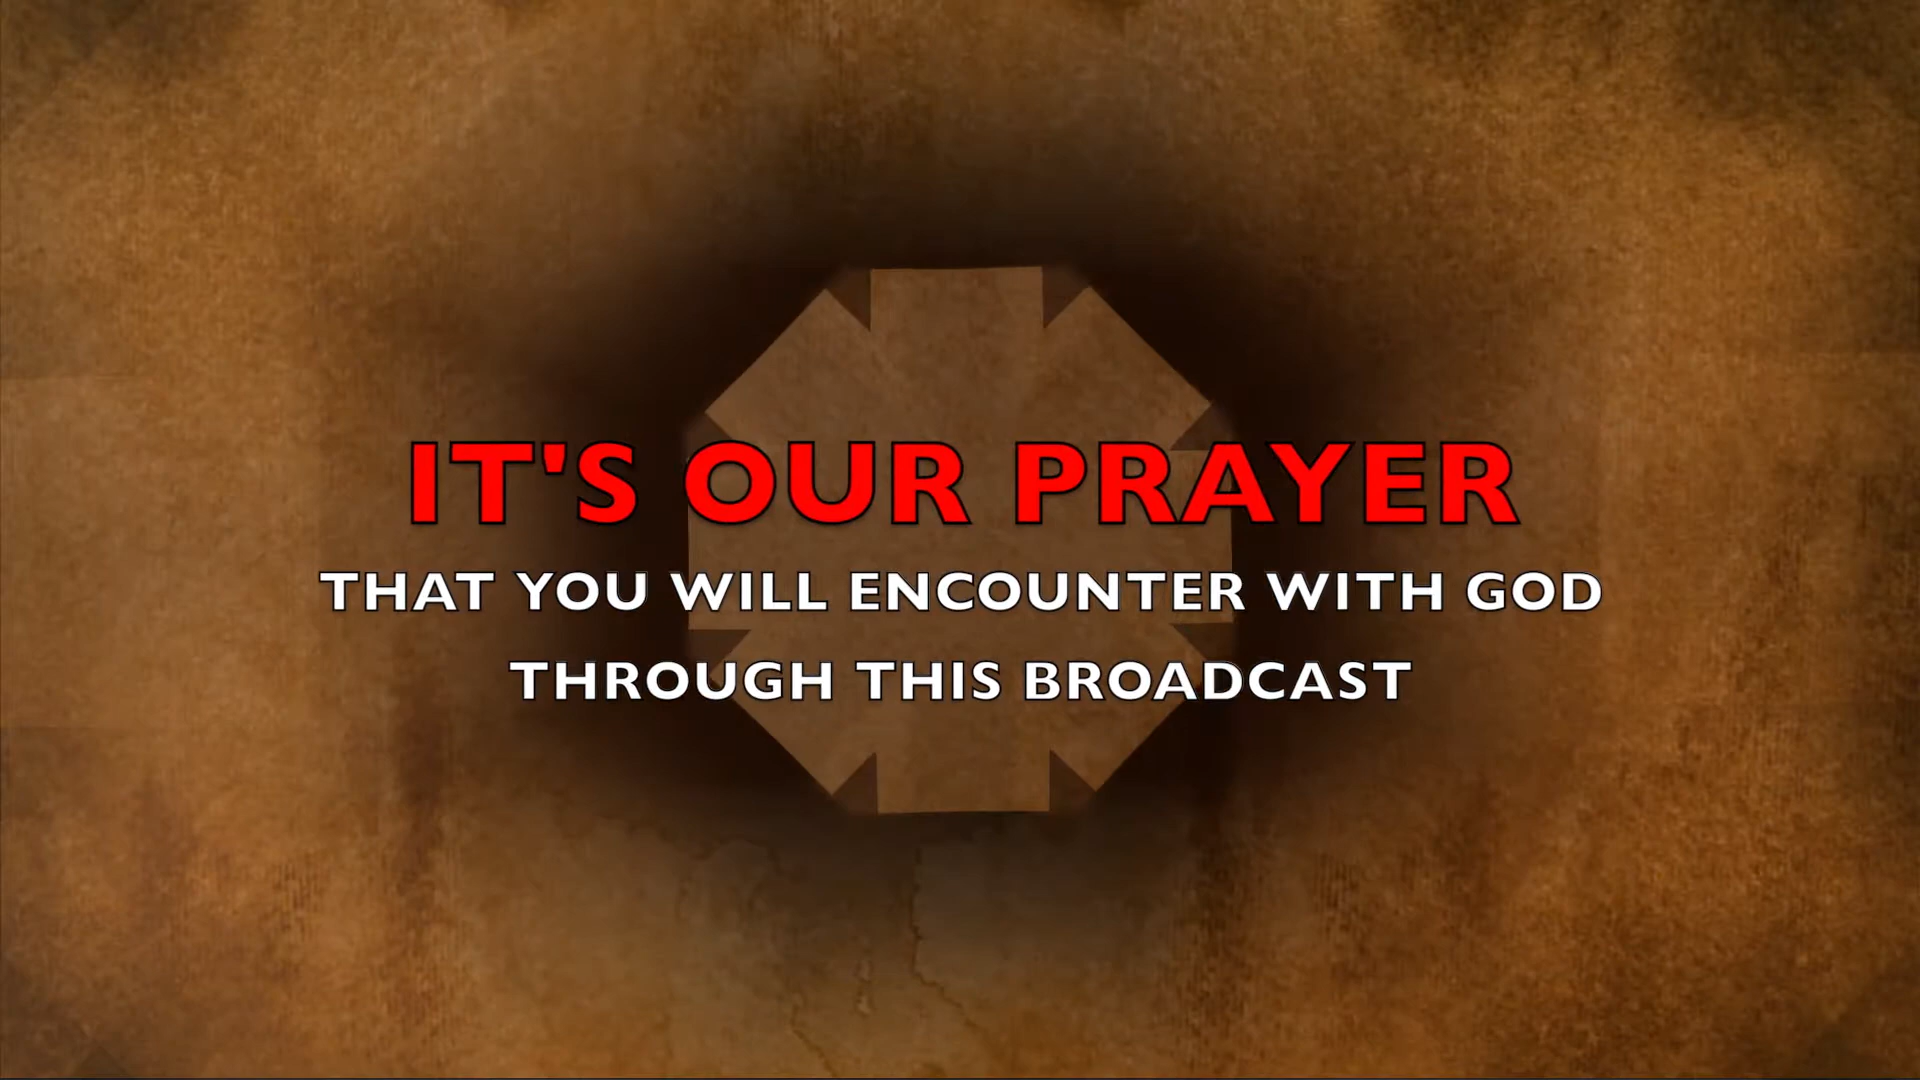 IT'S OUR PRAYER
THAT YOU WILL ENCOUNTER WITH GOD
THROUGH THIS BROADCAST